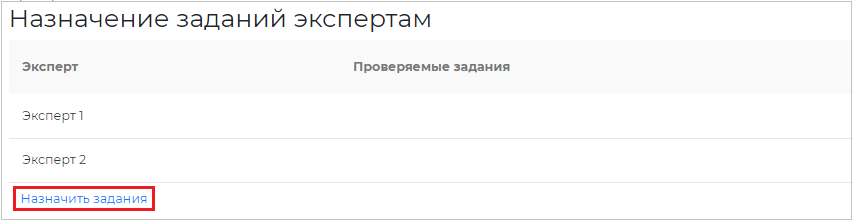 Назначение заданий экспертам
Эксперт Проверяемые задания
Эксперт 1
Эксперт 2
Назначить задания